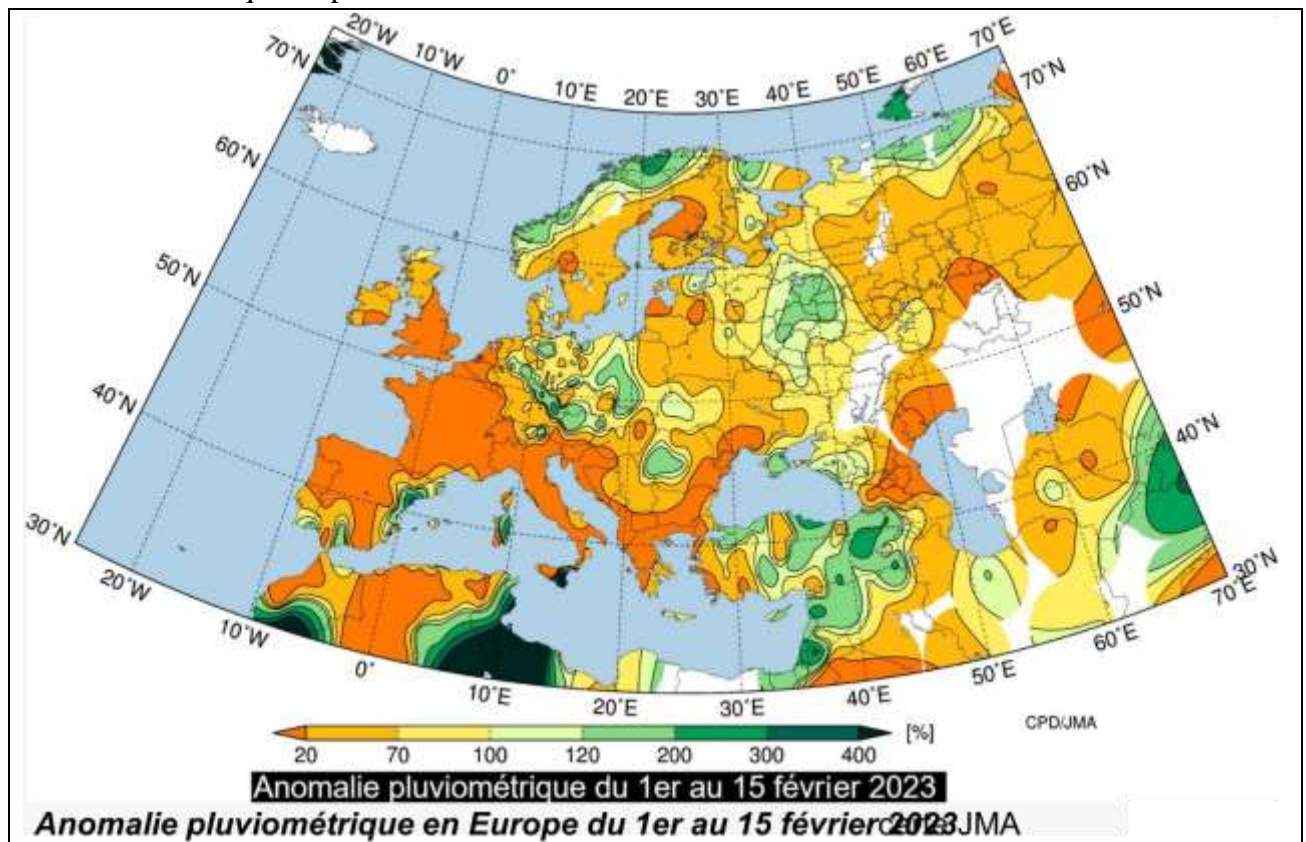 20°W 10°W 0° 10°E 20°E 30°E 40°E 50°E 60°E 70°E
70°N 70°N
60°N 60°N
50°N 50°N
40°N 40°N
30°N 30°N
20°W 10°W 0° 10°E 20°E 30°E 40°E 50°E 60°E 70°E
CPD/JMA
[%]
20 70 100 120 200 300 400
Anomalie pluviométrique du 1er au 15 février 2023
Anomalie pluviométrique en Europe du 1er au 15 février 2023 JMA